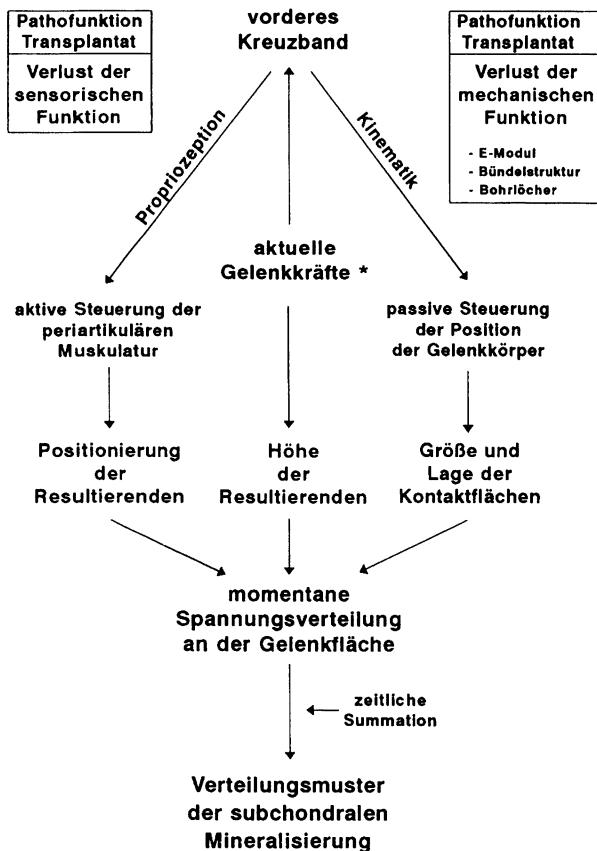 Pathofunktion
Transplantat
Verlust der
sensorischen
Funktion
vorderes
Kreuzband
Pathofunktion
Transplantat
Verlust der
mechanischen
Funktion
- E-Modul
- Bündelstruktur
- Bohrlöcher
Propriozeption
Kinematik
aktuelle
Gelenkkräfte *
aktive Steuerung der
periartikulären
Muskulatur
passive Steuerung
der Position
der Gelenkkörper
Positionierung
der
Resultierenden
Höhe
der
Resultierenden
Größe und
Lage der
Kontaktflächen
momentane
Spannungsverteilung
an der Gelenkfläche
zeitliche
Summation
Verteilungsmuster
der subchondralen
Mineralisierung